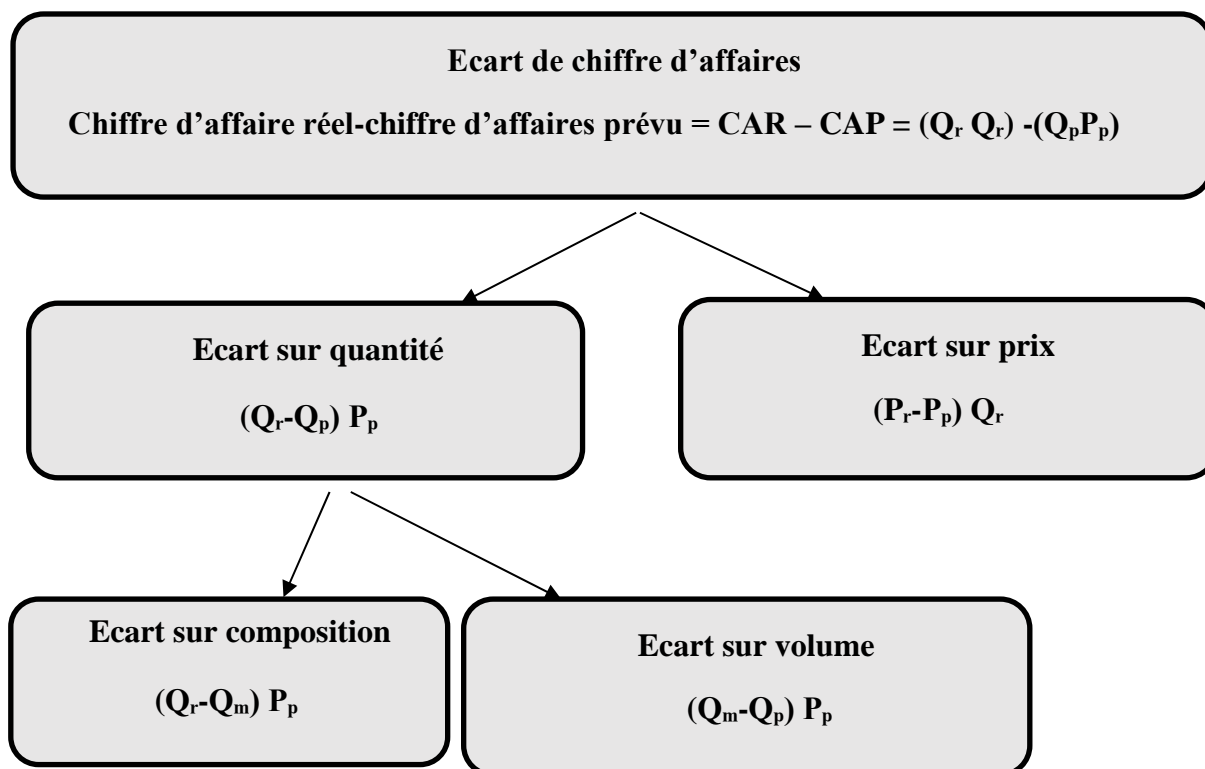 Ecart de chiffre d’affaires
Chiffre d’affaire réel-chiffre d’affaires prévu = CAR – CAP = (Qᵣ Qᵣ) -(QₚPₚ)
Ecart sur quantité
(Qᵣ-Qₚ) Pₚ
Ecart sur prix
(Pᵣ-Pₚ) Qᵣ
Ecart sur composition
(Qᵣ-Qₘ) Pₚ
Ecart sur volume
(Qₘ-Qₚ) Pₚ